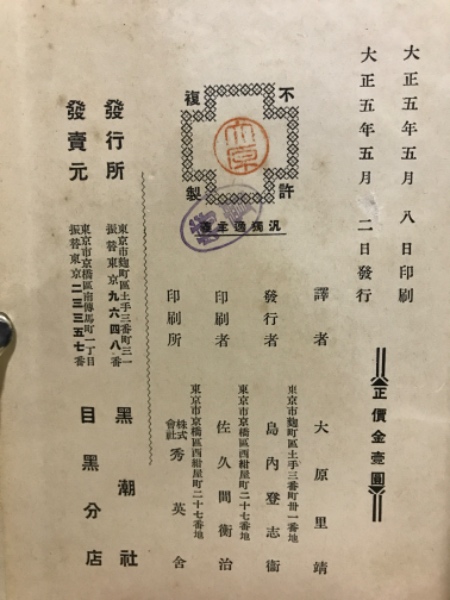 大正五年五月 八日印刷
大正五年五月 二日發行
正價金壹圓
不許複製
大原
譯者 大原里靖
東京市麴町區土手三番町卅一番地
發行者 島內登志衞
東京市京橋區西紺屋町二十七番地
印刷者 佐久間衡治
東京市京橋區西紺屋町二十七番地
印刷所 株式會社 秀英舍
發行所 東京市麴町區土手三番町三一 黑潮社
振替東京九六四八番
發賣元 東京市京橋區南傳馬町一丁目 目黑分店
振替東京二三三五七番